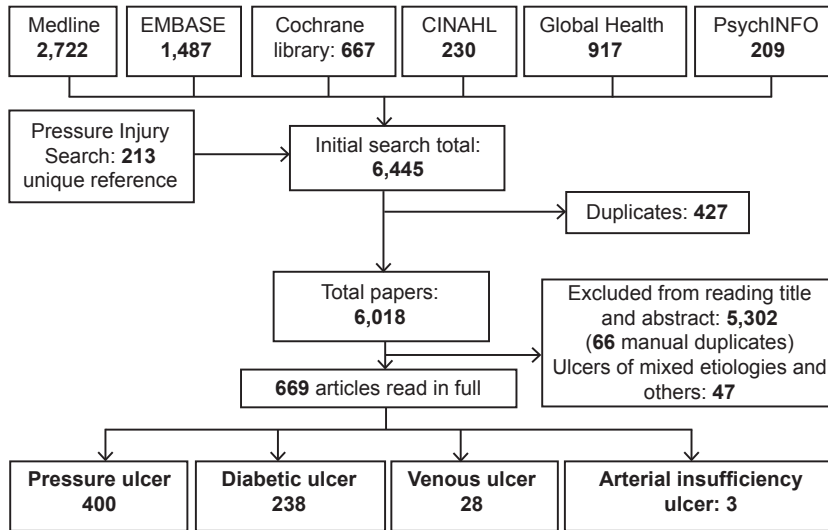 Medline
2,722
EMBASE
1,487
Cochrane
library: 667
CINAHL
230
Global Health
917
PsychINFO
209
Pressure Injury
Search: 213
unique reference
Initial search total:
6,445
Duplicates: 427
Total papers:
6,018
Excluded from reading title
and abstract: 5,302
(66 manual duplicates)
Ulcers of mixed etiologies and
others: 47
669 articles read in full
Pressure ulcer
400
Diabetic ulcer
238
Venous ulcer
28
Arterial insufficiency
ulcer: 3